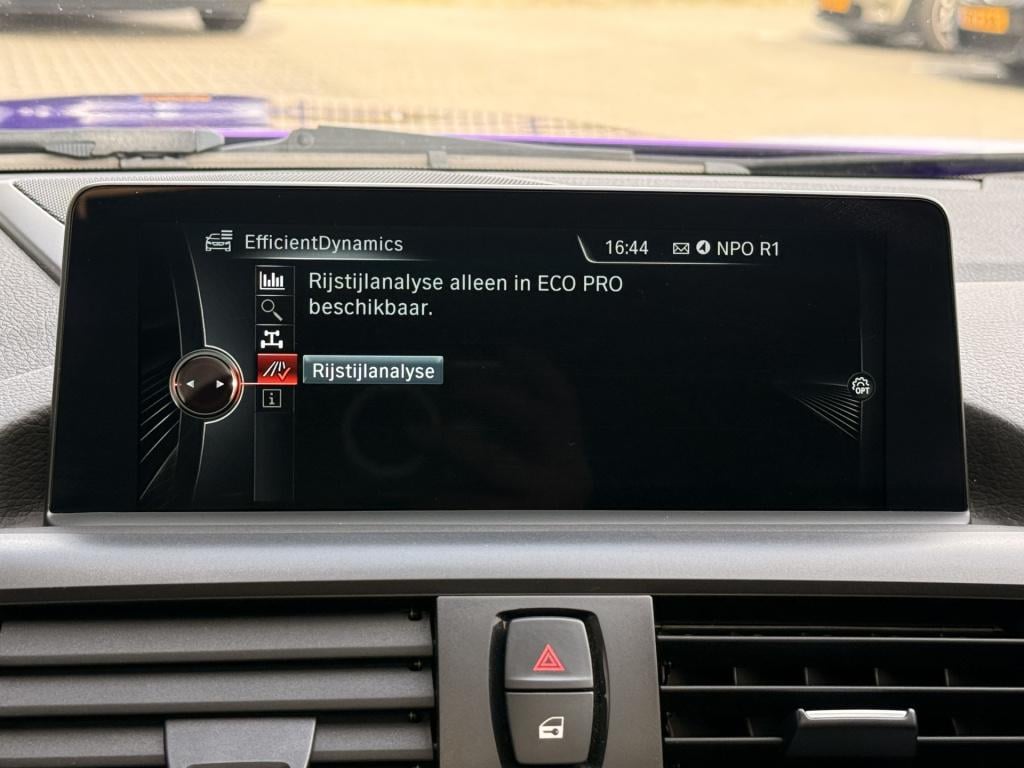 EfficientDynamics
16:44 NPO R1
Rijstijlanalyse alleen in ECO PRO
beschikbaar.
Rijstijlanalyse
i
OPT